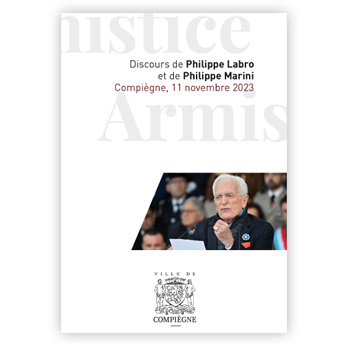 nistice
Discours de Philippe Labro
et de Philippe Marini
Compiègne, 11 novembre 2023
Armis
VILLE DE
COMPIÈGNE